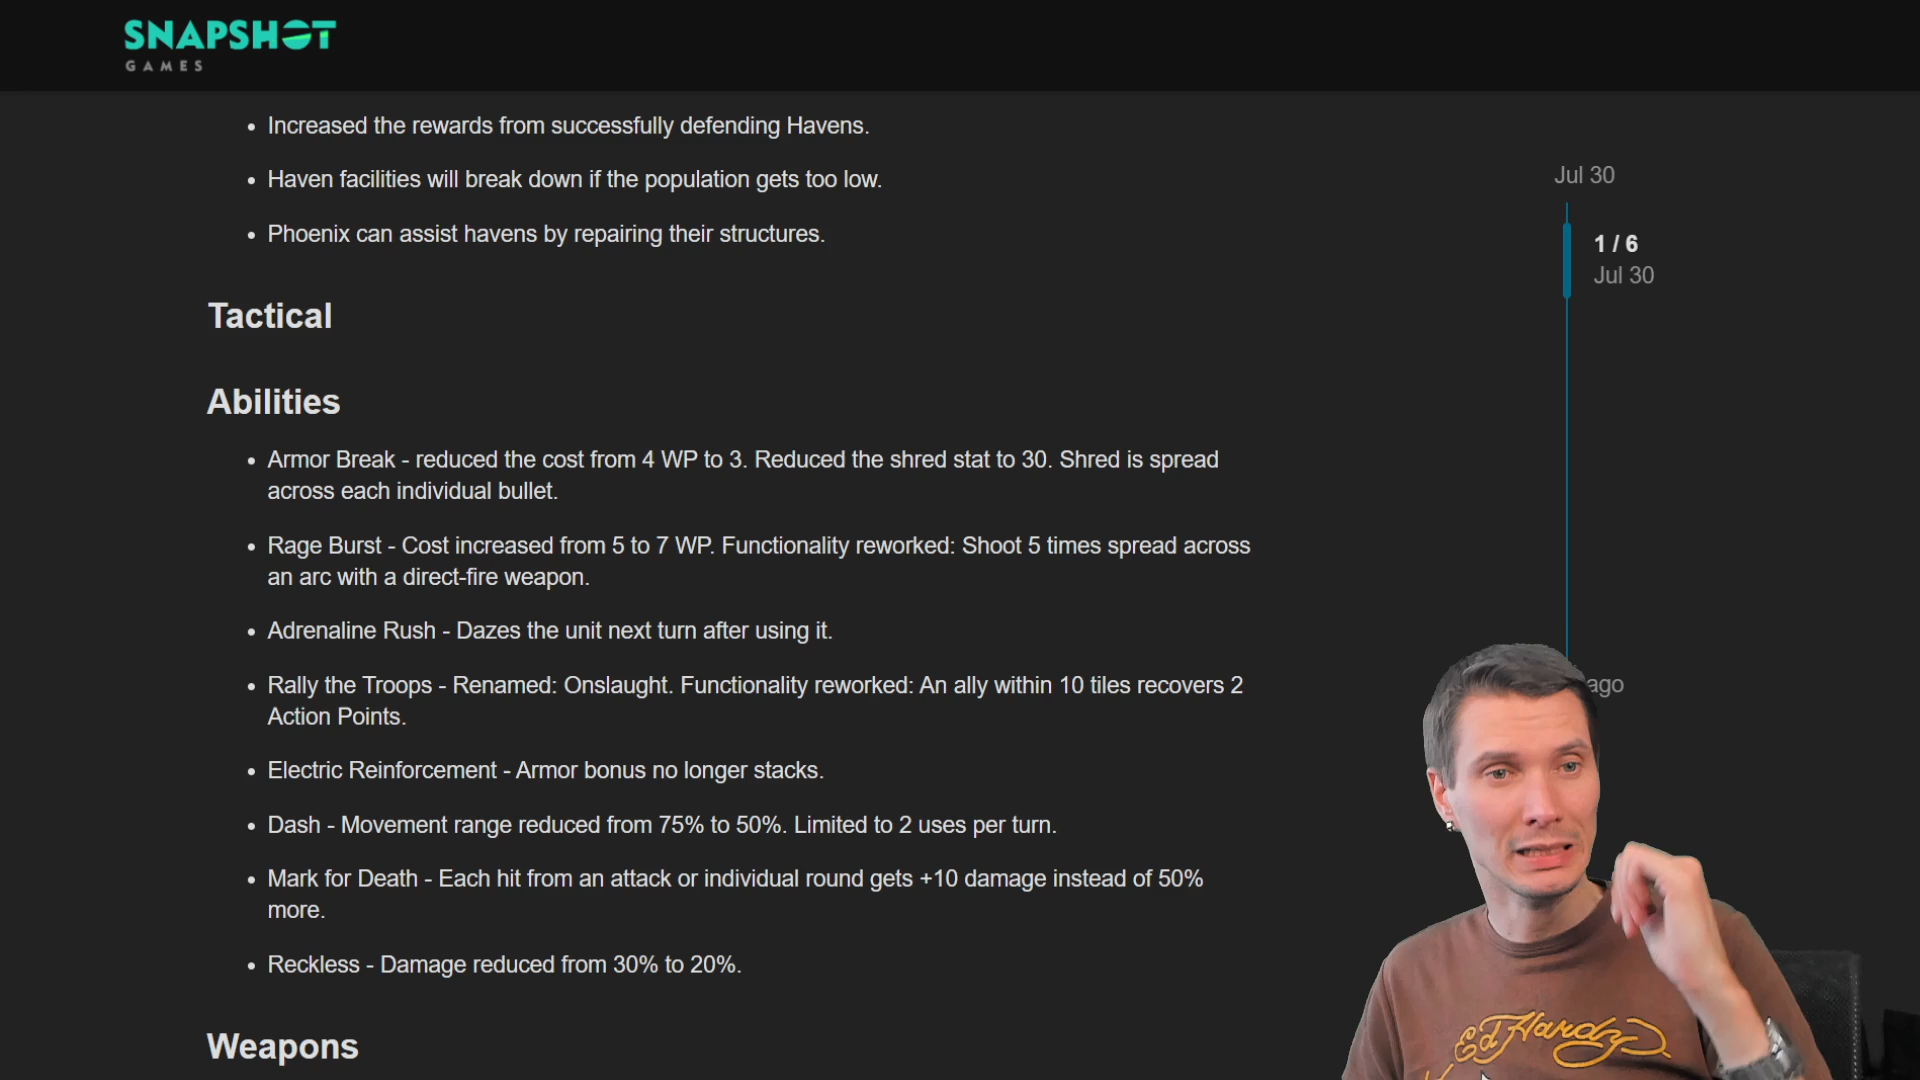 SNAPSHOT
GAMES
• Increased the rewards from successfully defending Havens.
• Haven facilities will break down if the population gets too low.
• Phoenix can assist havens by repairing their structures.
Jul 30
1 / 6
Jul 30
Tactical
Abilities
• Armor Break - reduced the cost from 4 WP to 3. Reduced the shred stat to 30. Shred is spread
across each individual bullet.
• Rage Burst - Cost increased from 5 to 7 WP. Functionality reworked: Shoot 5 times spread across
an arc with a direct-fire weapon.
• Adrenaline Rush - Dazes the unit next turn after using it.
• Rally the Troops - Renamed: Onslaught. Functionality reworked: An ally within 10 tiles recovers 2
Action Points.
ago
• Electric Reinforcement - Armor bonus no longer stacks.
• Dash - Movement range reduced from 75% to 50%. Limited to 2 uses per turn.
• Mark for Death - Each hit from an attack or individual round gets +10 damage instead of 50%
more.
• Reckless - Damage reduced from 30% to 20%.
Weapons
Ed Hardy